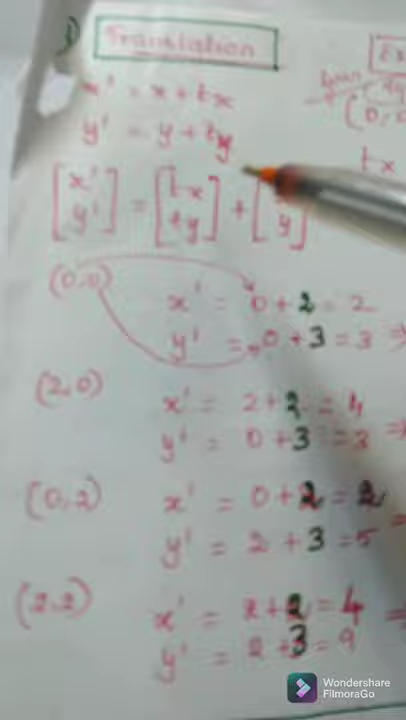 1) Translation
x' = x + tx
y' = y + ty
[x' y'] = [tx ty] + [ y]
(0,0)
x' = 0 + 2 = 2
y' = 0 + 3 = 3 ⇒
(2,0)
x' = 2 + 2 = 4
y' = 0 + 3 = 3 ⇒
(0,2)
x' = 0 + 2 = 2
y' = 2 + 3 = 5 =
(2,2)
x' = 2 + 2 = 4 ⇒
y' = 2 + 3 = 9
tx
Wondershare
FilmoraGo